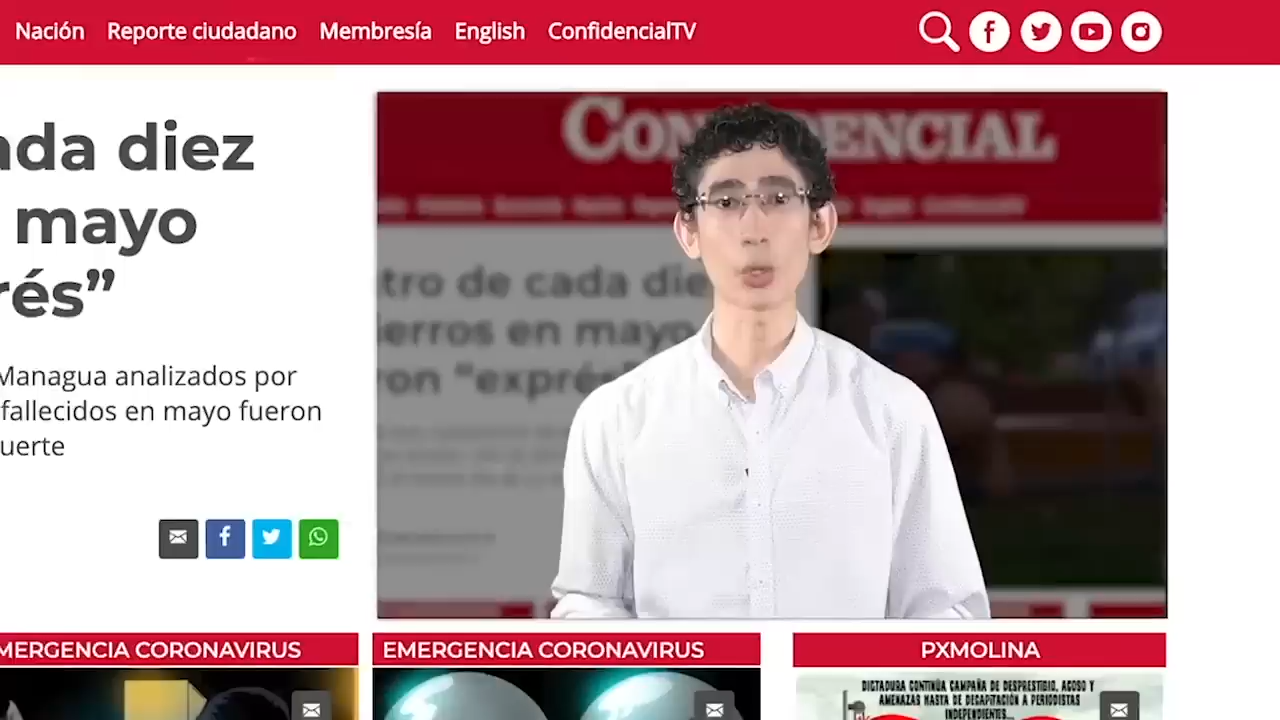 Nación Reporte ciudadano Membresía English ConfidencialTV
ada diez
mayo
rés”
Managua analizados por
fallecidos en mayo fueron
uerte
CON DENCIAL
tro de cada die
ierros en mayo
ron “exprés
MERGENCIA CORONAVIRUS
EMERGENCIA CORONAVIRUS
PXMOLINA
DICTADURA CONTINÚA CAMPAÑA DE DESPRESTIGIO, ACOSO Y
AMENAZAS HASTA DE DECAPITACIÓN A PERIODISTAS
INDEPENDIENTES...